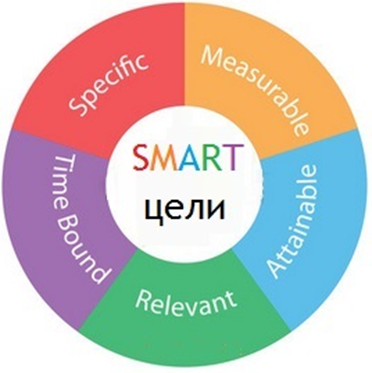 Specific
Measurable
Attainable
Relevant
Time Bound
SMART
цели